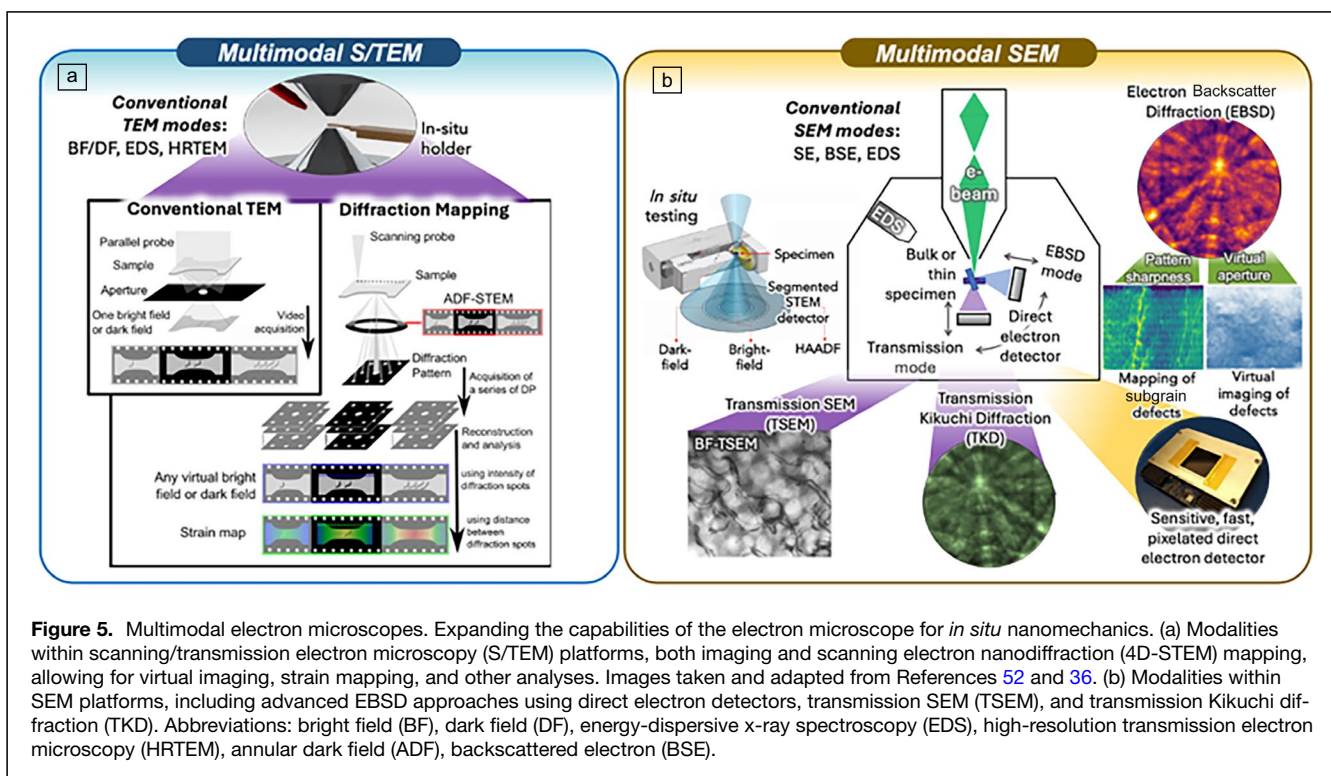 Multimodal S/TEM
a
Conventional
TEM modes:
BF/DF, EDS, HRTEM
In-situ
holder
Conventional TEM
Parallel probe
Sample
Aperture
One bright field
or dark field
Video
acquisition
Diffraction Mapping
Scanning probe
Sample
ADF-STEM
Diffraction
Pattern
Acquisition of
a series of DP
Reconstruction
and analysis
Any virtual bright
field or dark field
using intensity of
diffraction spots
Strain map
using distance
between
diffraction spots
Multimodal SEM
b
Conventional
SEM modes:
SE, BSE, EDS
In situ
testing
Specimen
Segmented
STEM
detector
Dark-
field
Bright-
field
HAADF
e-
beam
EDS
Bulk or
thin
specimen
EBSD
mode
Direct
electron
detector
Transmission
mode
Electron Backscatter
Diffraction (EBSD)
Pattern
sharpness
Virtual
aperture
Mapping of
subgrain
defects
Virtual
imaging of
defects
Transmission SEM
(TSEM)
BF-TSEM
Transmission
Kikuchi Diffraction
(TKD)
Sensitive, fast,
pixelated direct
electron detector
Figure 5. Multimodal electron microscopes. Expanding the capabilities of the electron microscope for in situ nanomechanics. (a) Modalities
within scanning/transmission electron microscopy (S/TEM) platforms, both imaging and scanning electron nanodiffraction (4D-STEM) mapping,
allowing for virtual imaging, strain mapping, and other analyses. Images taken and adapted from References 52 and 36. (b) Modalities within
SEM platforms, including advanced EBSD approaches using direct electron detectors, transmission SEM (TSEM), and transmission Kikuchi dif-
fraction (TKD). Abbreviations: bright field (BF), dark field (DF), energy-dispersive x-ray spectroscopy (EDS), high-resolution transmission electron
microscopy (HRTEM), annular dark field (ADF), backscattered electron (BSE).